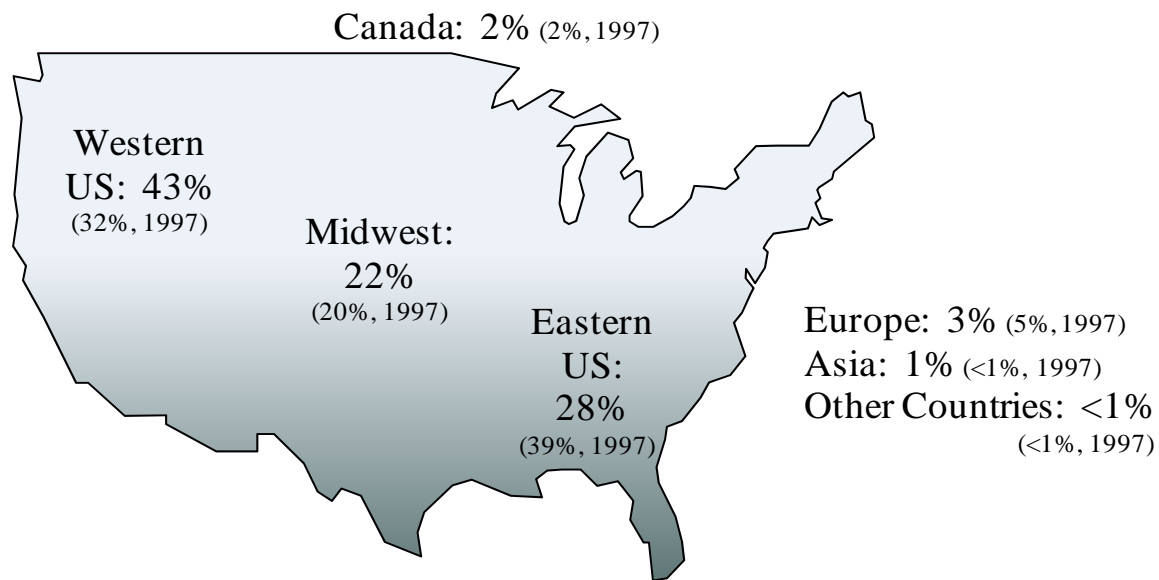 Canada: 2% (2%, 1997)
Western
US: 43%
(32%, 1997)
Midwest:
22%
(20%, 1997)
Eastern
US:
28%
(39%, 1997)
Europe: 3% (5%, 1997)
Asia: 1% (<1%, 1997)
Other Countries: <1%
(<1%, 1997)